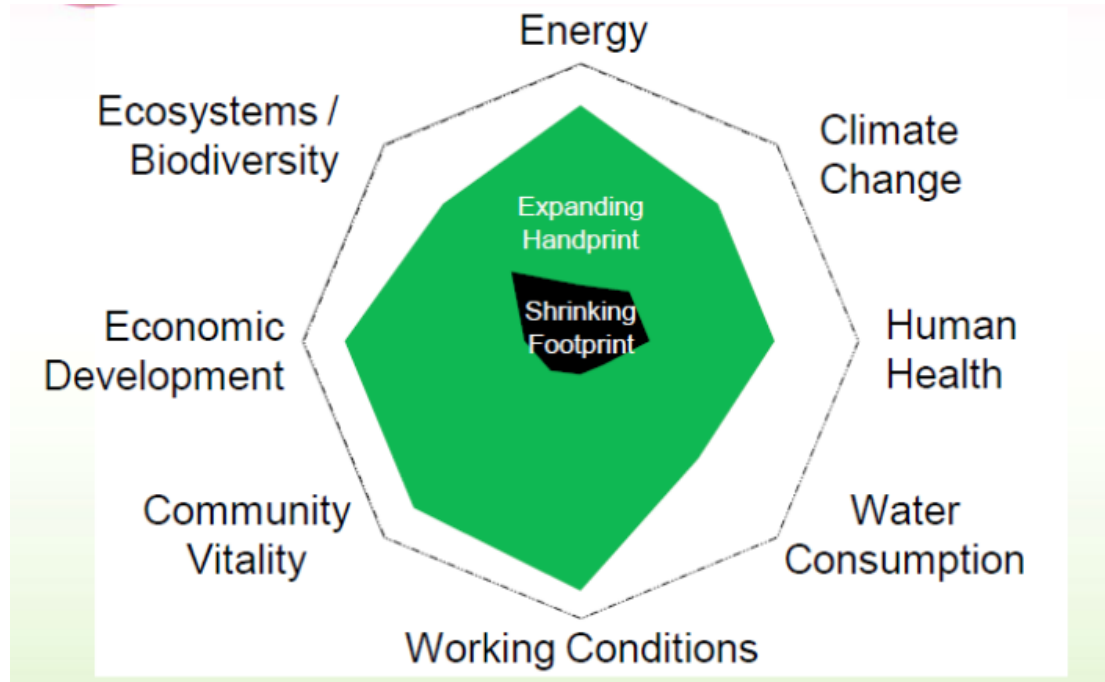 Energy
Ecosystems /
Biodiversity
Climate
Change
Expanding
Handprint
Shrinking
Footprint
Economic
Development
Human
Health
Community
Vitality
Water
Consumption
Working Conditions